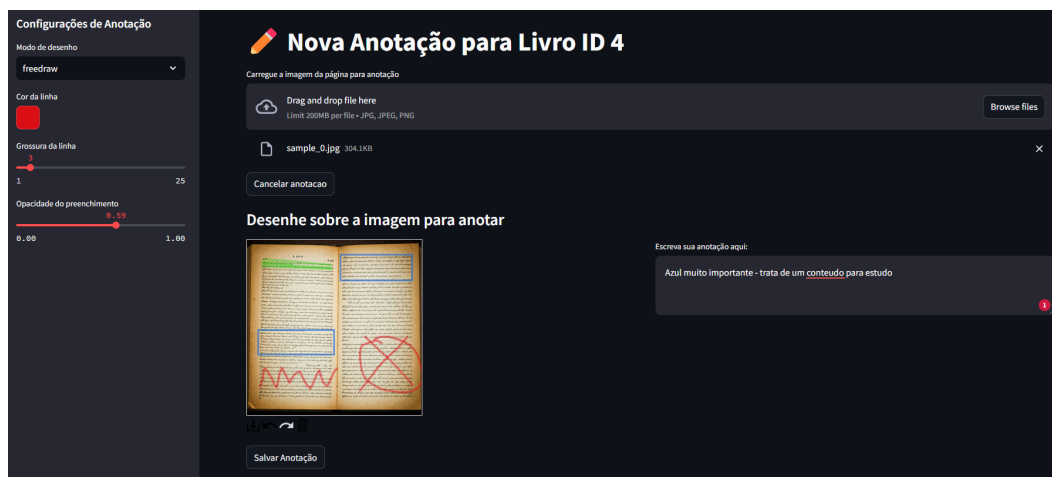 Configurações de Anotação
Modo de desenho
freedraw
Cor da linha
Grossura da linha
3
1 25
Opacidade do preenchimento
0.59
0.00 1.00
Nova Anotação para Livro ID 4
Carregue a imagem da página para anotação
Drag and drop file here
Limit 200MB per file • JPG, JPEG, PNG
Browse files
sample_0.jpg 304.1KB
Cancelar anotacao
Desenhe sobre a imagem para anotar
Escreva sua anotação aqui:
Azul muito importante - trata de um conteudo para estudo
1
Salvar Anotação